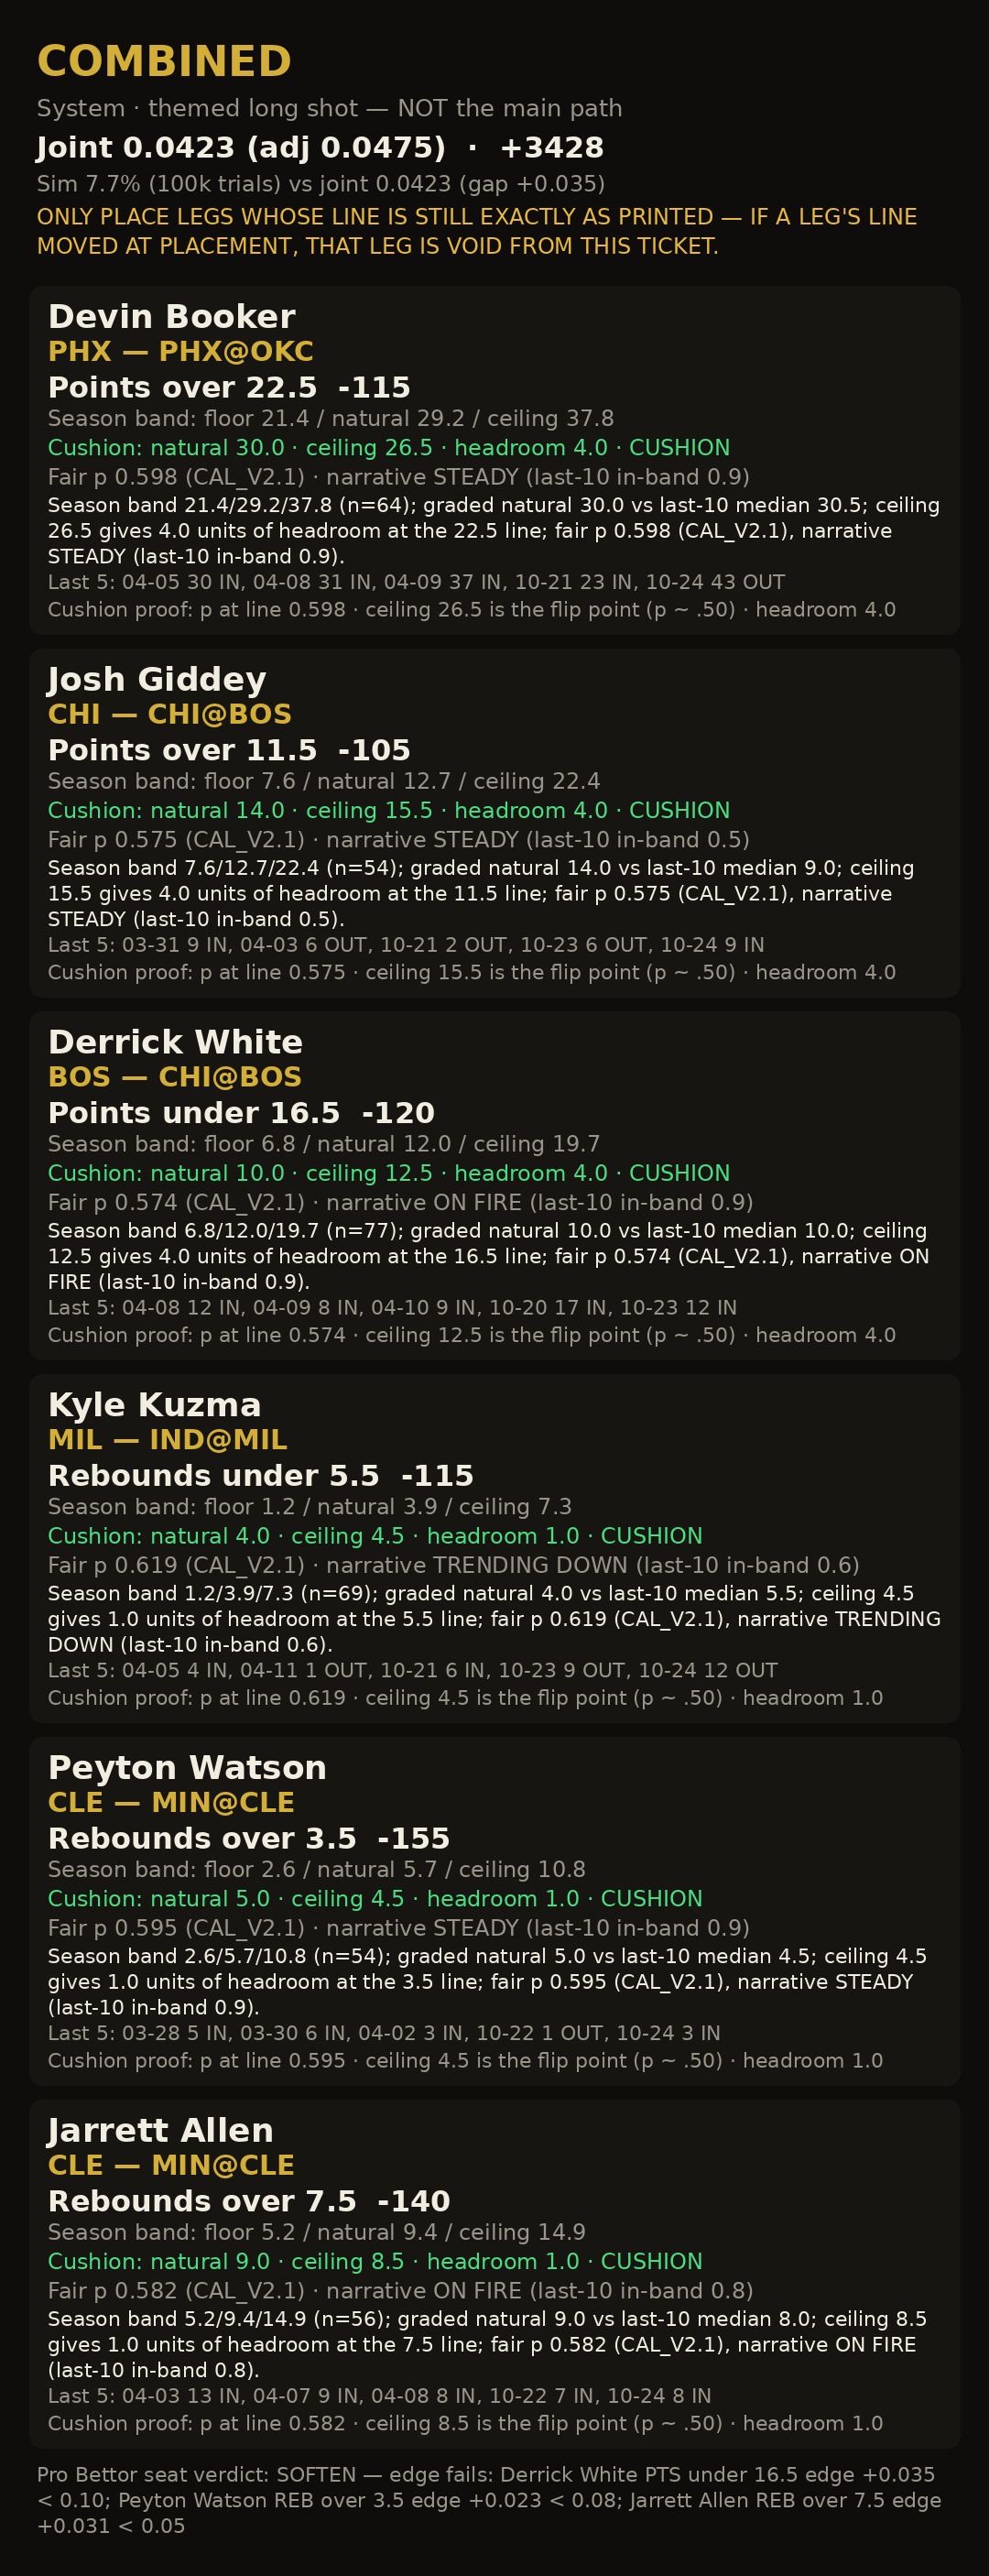 COMBINED
System · themed long shot — NOT the main path
Joint 0.0423 (adj 0.0475) · +3428
Sim 7.7% (100k trials) vs joint 0.0423 (gap +0.035)
ONLY PLACE LEGS WHOSE LINE IS STILL EXACTLY AS PRINTED — IF A LEG'S LINE
MOVED AT PLACEMENT, THAT LEG IS VOID FROM THIS TICKET.
Devin Booker
PHX — PHX@OKC
Points over 22.5 -115
Season band: floor 21.4 / natural 29.2 / ceiling 37.8
Cushion: natural 30.0 · ceiling 26.5 · headroom 4.0 · CUSHION
Fair p 0.598 (CAL_V2.1) · narrative STEADY (last-10 in-band 0.9)
Season band 21.4/29.2/37.8 (n=64); graded natural 30.0 vs last-10 median 30.5; ceiling
26.5 gives 4.0 units of headroom at the 22.5 line; fair p 0.598 (CAL_V2.1), narrative
STEADY (last-10 in-band 0.9).
Last 5: 04-05 30 IN, 04-08 31 IN, 04-09 37 IN, 10-21 23 IN, 10-24 43 OUT
Cushion proof: p at line 0.598 · ceiling 26.5 is the flip point (p ~ .50) · headroom 4.0
Josh Giddey
CHI — CHI@BOS
Points over 11.5 -105
Season band: floor 7.6 / natural 12.7 / ceiling 22.4
Cushion: natural 14.0 · ceiling 15.5 · headroom 4.0 · CUSHION
Fair p 0.575 (CAL_V2.1) · narrative STEADY (last-10 in-band 0.5)
Season band 7.6/12.7/22.4 (n=54); graded natural 14.0 vs last-10 median 9.0; ceiling
15.5 gives 4.0 units of headroom at the 11.5 line; fair p 0.575 (CAL_V2.1), narrative
STEADY (last-10 in-band 0.5).
Last 5: 03-31 9 IN, 04-03 6 OUT, 10-21 2 OUT, 10-23 6 OUT, 10-24 9 IN
Cushion proof: p at line 0.575 · ceiling 15.5 is the flip point (p ~ .50) · headroom 4.0
Derrick White
BOS — CHI@BOS
Points under 16.5 -120
Season band: floor 6.8 / natural 12.0 / ceiling 19.7
Cushion: natural 10.0 · ceiling 12.5 · headroom 4.0 · CUSHION
Fair p 0.574 (CAL_V2.1) · narrative ON FIRE (last-10 in-band 0.9)
Season band 6.8/12.0/19.7 (n=77); graded natural 10.0 vs last-10 median 10.0; ceiling
12.5 gives 4.0 units of headroom at the 16.5 line; fair p 0.574 (CAL_V2.1), narrative ON
FIRE (last-10 in-band 0.9).
Last 5: 04-08 12 IN, 04-09 8 IN, 04-10 9 IN, 10-20 17 IN, 10-23 12 IN
Cushion proof: p at line 0.574 · ceiling 12.5 is the flip point (p ~ .50) · headroom 4.0
Kyle Kuzma
MIL — IND@MIL
Rebounds under 5.5 -115
Season band: floor 1.2 / natural 3.9 / ceiling 7.3
Cushion: natural 4.0 · ceiling 4.5 · headroom 1.0 · CUSHION
Fair p 0.619 (CAL_V2.1) · narrative TRENDING DOWN (last-10 in-band 0.6)
Season band 1.2/3.9/7.3 (n=69); graded natural 4.0 vs last-10 median 5.5; ceiling 4.5
gives 1.0 units of headroom at the 5.5 line; fair p 0.619 (CAL_V2.1), narrative TRENDING
DOWN (last-10 in-band 0.6).
Last 5: 04-05 4 IN, 04-11 1 OUT, 10-21 6 IN, 10-23 9 OUT, 10-24 12 OUT
Cushion proof: p at line 0.619 · ceiling 4.5 is the flip point (p ~ .50) · headroom 1.0
Peyton Watson
CLE — MIN@CLE
Rebounds over 3.5 -155
Season band: floor 2.6 / natural 5.7 / ceiling 10.8
Cushion: natural 5.0 · ceiling 4.5 · headroom 1.0 · CUSHION
Fair p 0.595 (CAL_V2.1) · narrative STEADY (last-10 in-band 0.9)
Season band 2.6/5.7/10.8 (n=54); graded natural 5.0 vs last-10 median 4.5; ceiling 4.5
gives 1.0 units of headroom at the 3.5 line; fair p 0.595 (CAL_V2.1), narrative STEADY
(last-10 in-band 0.9).
Last 5: 03-28 5 IN, 03-30 6 IN, 04-02 3 IN, 10-22 1 OUT, 10-24 3 IN
Cushion proof: p at line 0.595 · ceiling 4.5 is the flip point (p ~ .50) · headroom 1.0
Jarrett Allen
CLE — MIN@CLE
Rebounds over 7.5 -140
Season band: floor 5.2 / natural 9.4 / ceiling 14.9
Cushion: natural 9.0 · ceiling 8.5 · headroom 1.0 · CUSHION
Fair p 0.582 (CAL_V2.1) · narrative ON FIRE (last-10 in-band 0.8)
Season band 5.2/9.4/14.9 (n=56); graded natural 9.0 vs last-10 median 8.0; ceiling 8.5
gives 1.0 units of headroom at the 7.5 line; fair p 0.582 (CAL_V2.1), narrative ON FIRE
(last-10 in-band 0.8).
Last 5: 04-03 13 IN, 04-07 9 IN, 04-08 8 IN, 10-22 7 IN, 10-24 8 IN
Cushion proof: p at line 0.582 · ceiling 8.5 is the flip point (p ~ .50) · headroom 1.0
Pro Bettor seat verdict: SOFTEN — edge fails: Derrick White PTS under 16.5 edge +0.035
< 0.10; Peyton Watson REB over 3.5 edge +0.023 < 0.08; Jarrett Allen REB over 7.5 edge
+0.031 < 0.05